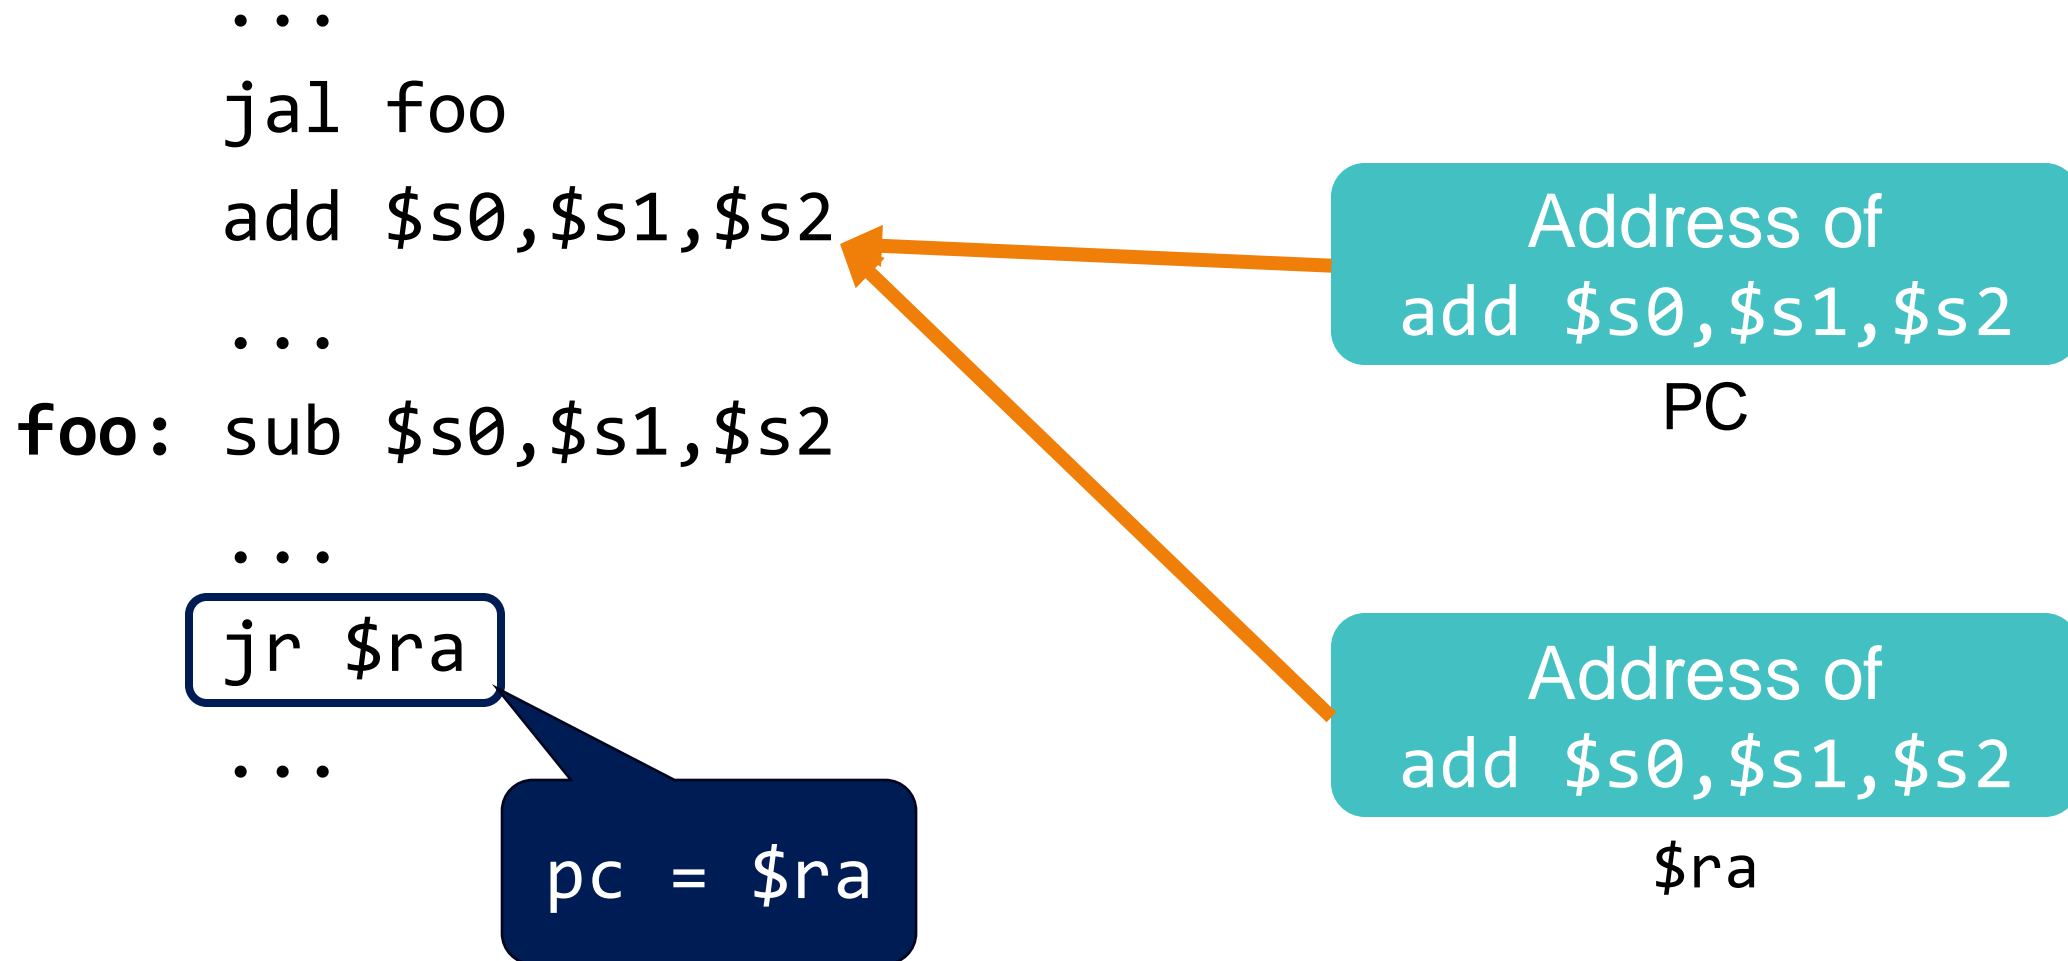 ...
jal foo
add $s0,$s1,$s2
...
foo: sub $s0,$s1,$s2
...
jr $ra
...
pc = $ra
Address of
add $s0,$s1,$s2
PC
Address of
add $s0,$s1,$s2
$ra